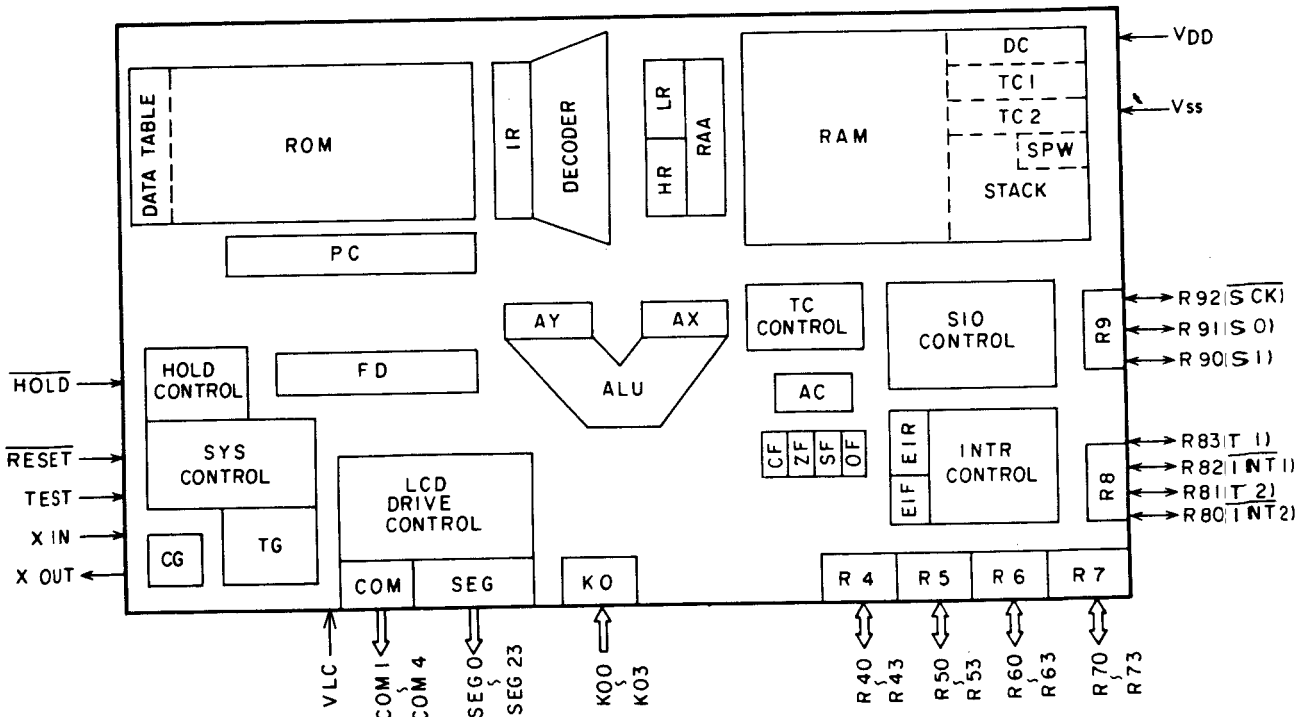 DATA TABLE
ROM
IR
DECODER
LR
HR
RAA
RAM
DC
TC1
TC2
SPW
STACK
VDD
Vss
PC
AY
AX
ALU
TC
CONTROL
SIO
CONTROL
R9
R92(SCK)
R91(SO)
R90(SI)
HOLD
HOLD
CONTROL
FD
AC
RESET
TEST
X IN
X OUT
SYS
CONTROL
CG
TG
LCD
DRIVE
CONTROL
COM
SEG
KO
CF
ZF
SF
OF
EIR
EIF
INTR
CONTROL
R8
R83(T1)
R82(INT1)
R81(T2)
R80(INT2)
R4
R5
R6
R7
VLC
COM1
~
COM4
SEG0
~
SEG23
K00
~
K03
R40
~
R43
R50
~
R53
R60
~
R63
R70
~
R73